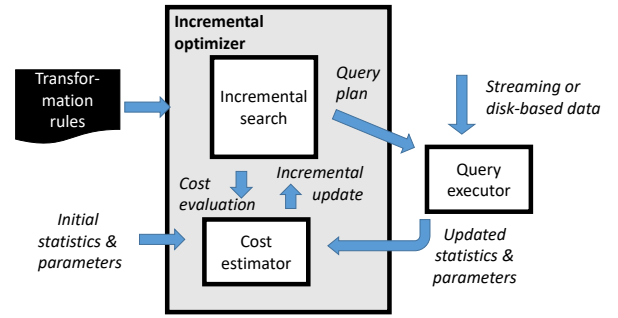 Incremental
optimizer
Transfor-
mation
rules
Incremental
search
Query
plan
Streaming or
disk-based data
Query
executor
Cost
evaluation
Incremental
update
Initial
statistics &
parameters
Cost
estimator
Updated
statistics &
parameters